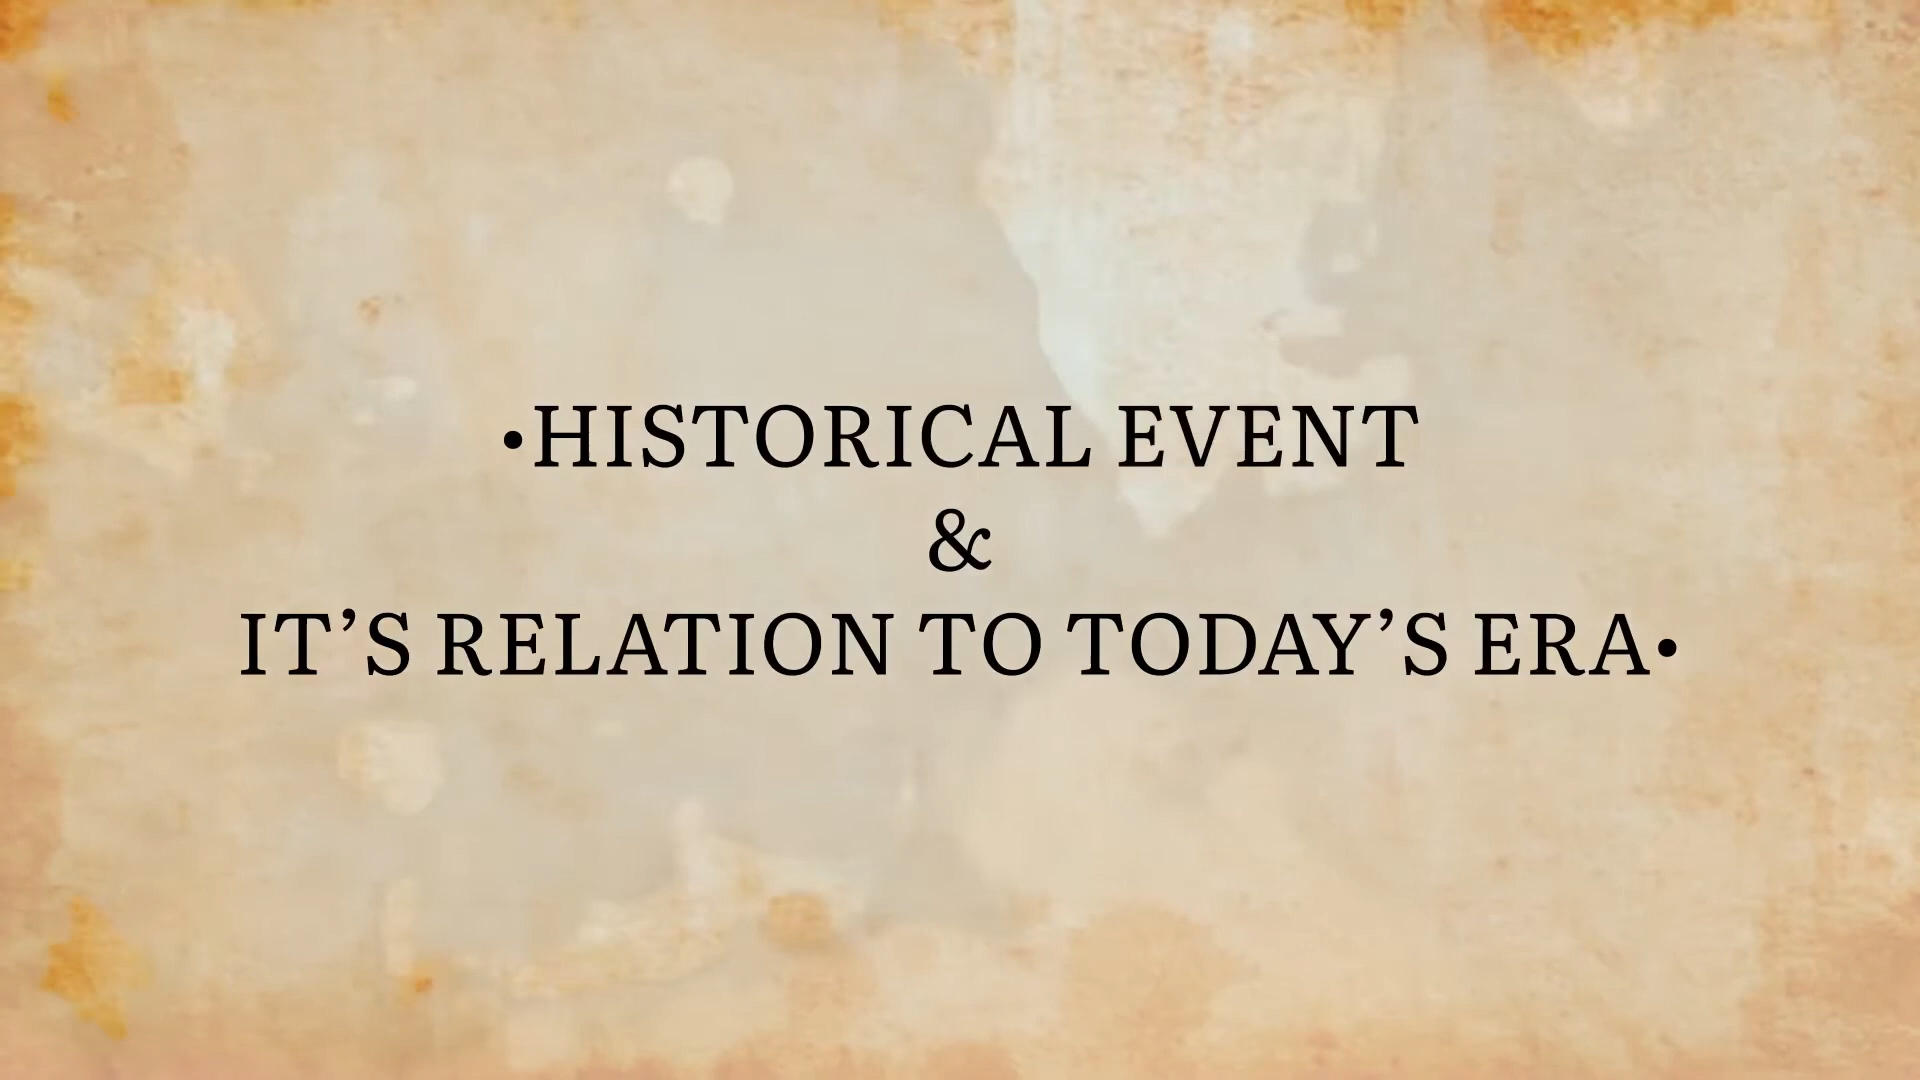 •HISTORICAL EVENT
&
IT’S RELATION TO TODAY’S ERA•